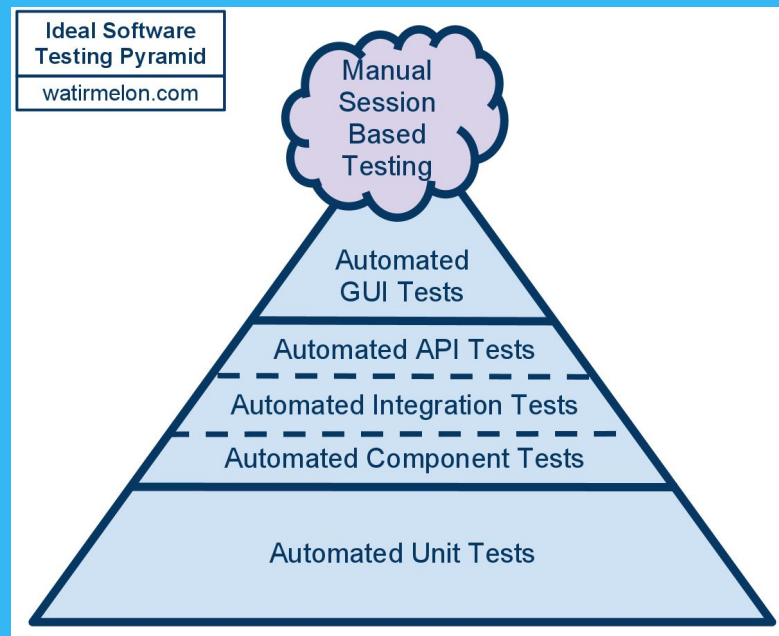 Ideal Software
Testing Pyramid
watirmelon.com
Manual
Session
Based
Testing
Automated
GUI Tests
Automated API Tests
Automated Integration Tests
Automated Component Tests
Automated Unit Tests